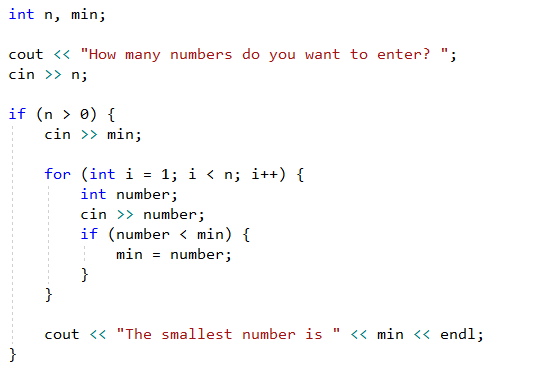 int n, min;

cout << "How many numbers do you want to enter? ";
cin >> n;

if (n > 0) {
    cin >> min;

    for (int i = 1; i < n; i++) {
        int number;
        cin >> number;
        if (number < min) {
            min = number;
        }
    }

    cout << "The smallest number is " << min << endl;
}